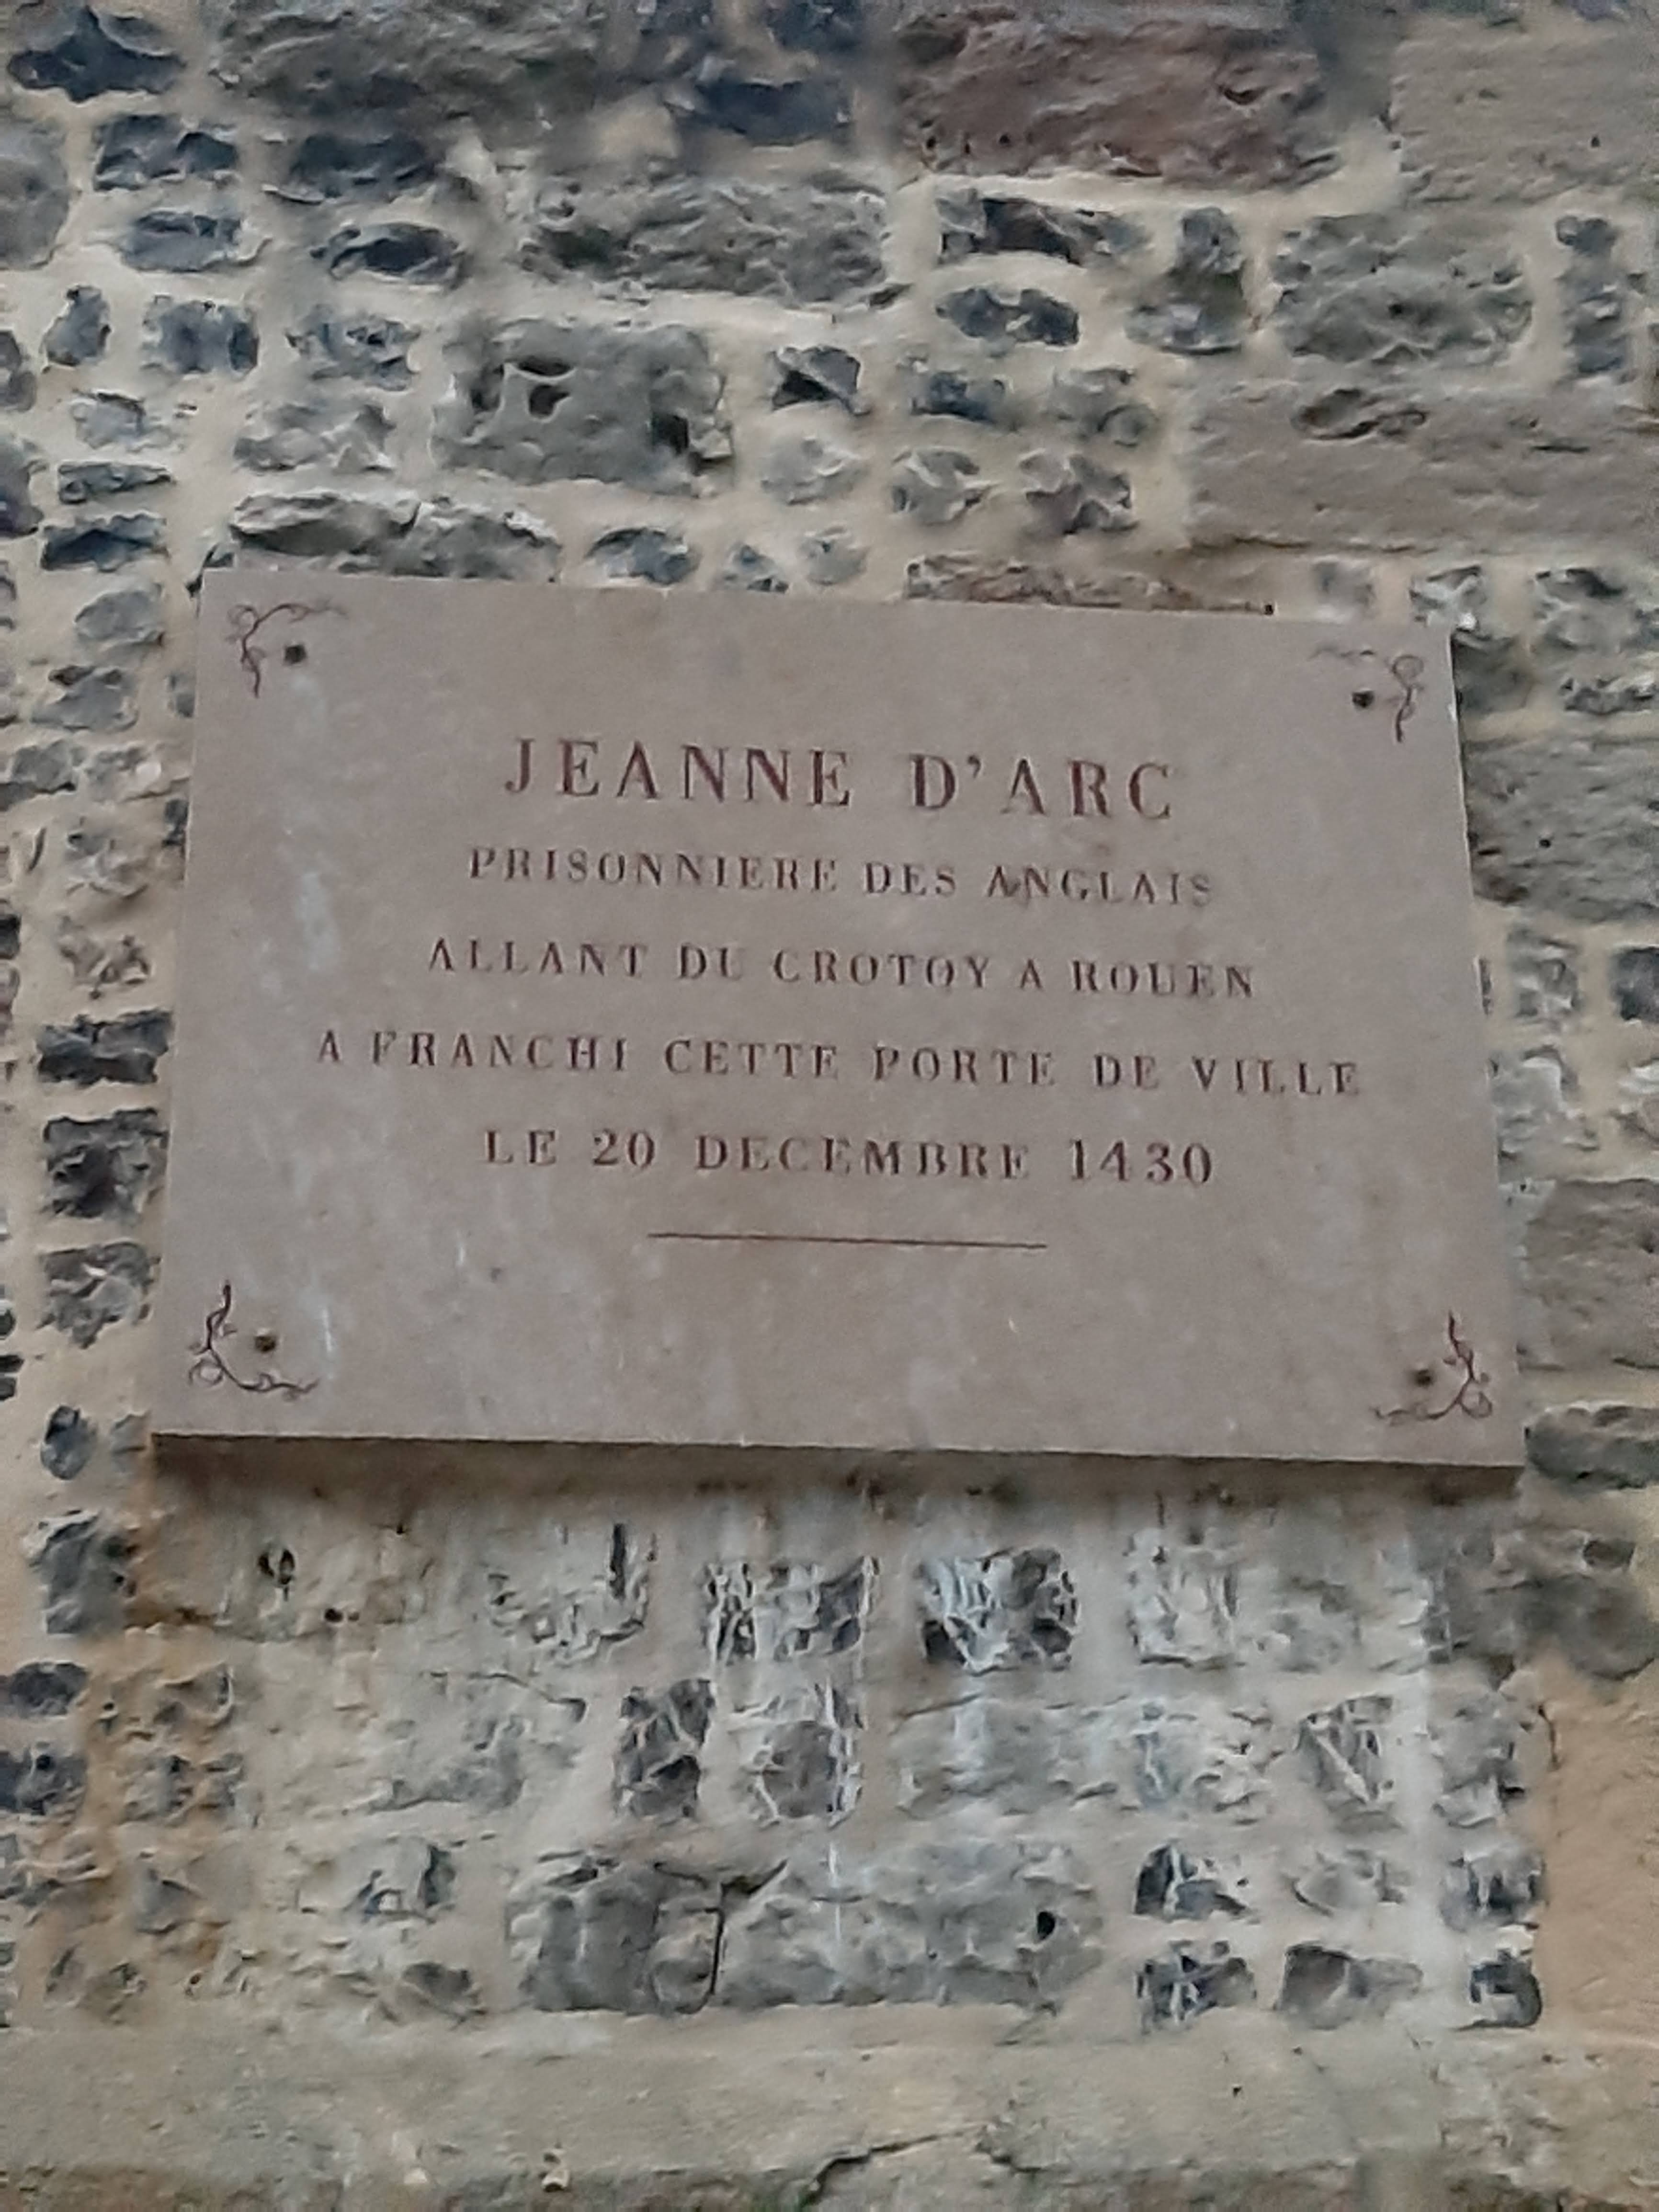 JEANNE D'ARC
PRISONNIERE DES ANGLAIS
ALLANT DU CROTOY A ROUEN
A FRANCHI CETTE PORTE DE VILLE
LE 20 DECEMBRE 1430